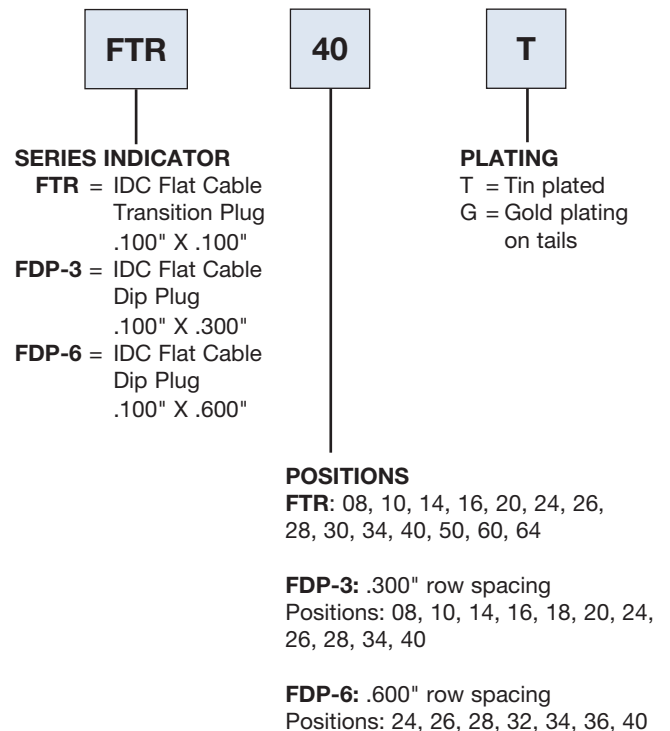 FTR 40 T
SERIES INDICATOR
FTR = IDC Flat Cable
Transition Plug
.100" X .100"
FDP-3 = IDC Flat Cable
Dip Plug
.100" X .300"
FDP-6 = IDC Flat Cable
Dip Plug
.100" X .600"
PLATING
T = Tin plated
G = Gold plating
on tails
POSITIONS
FTR: 08, 10, 14, 16, 20, 24, 26,
28, 30, 34, 40, 50, 60, 64
FDP-3: .300" row spacing
Positions: 08, 10, 14, 16, 18, 20, 24,
26, 28, 34, 40
FDP-6: .600" row spacing
Positions: 24, 26, 28, 32, 34, 36, 40